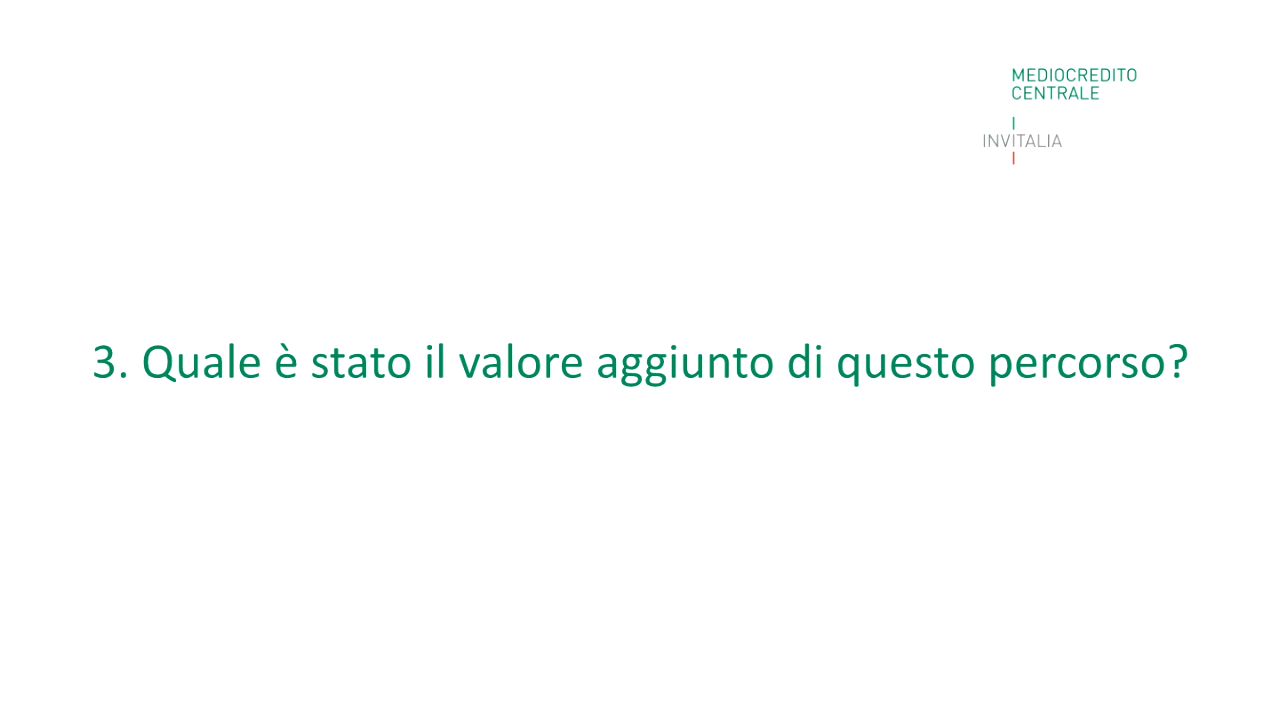 MEDIOCREDITO
CENTRALE
INVITALIA
3. Quale è stato il valore aggiunto di questo percorso?